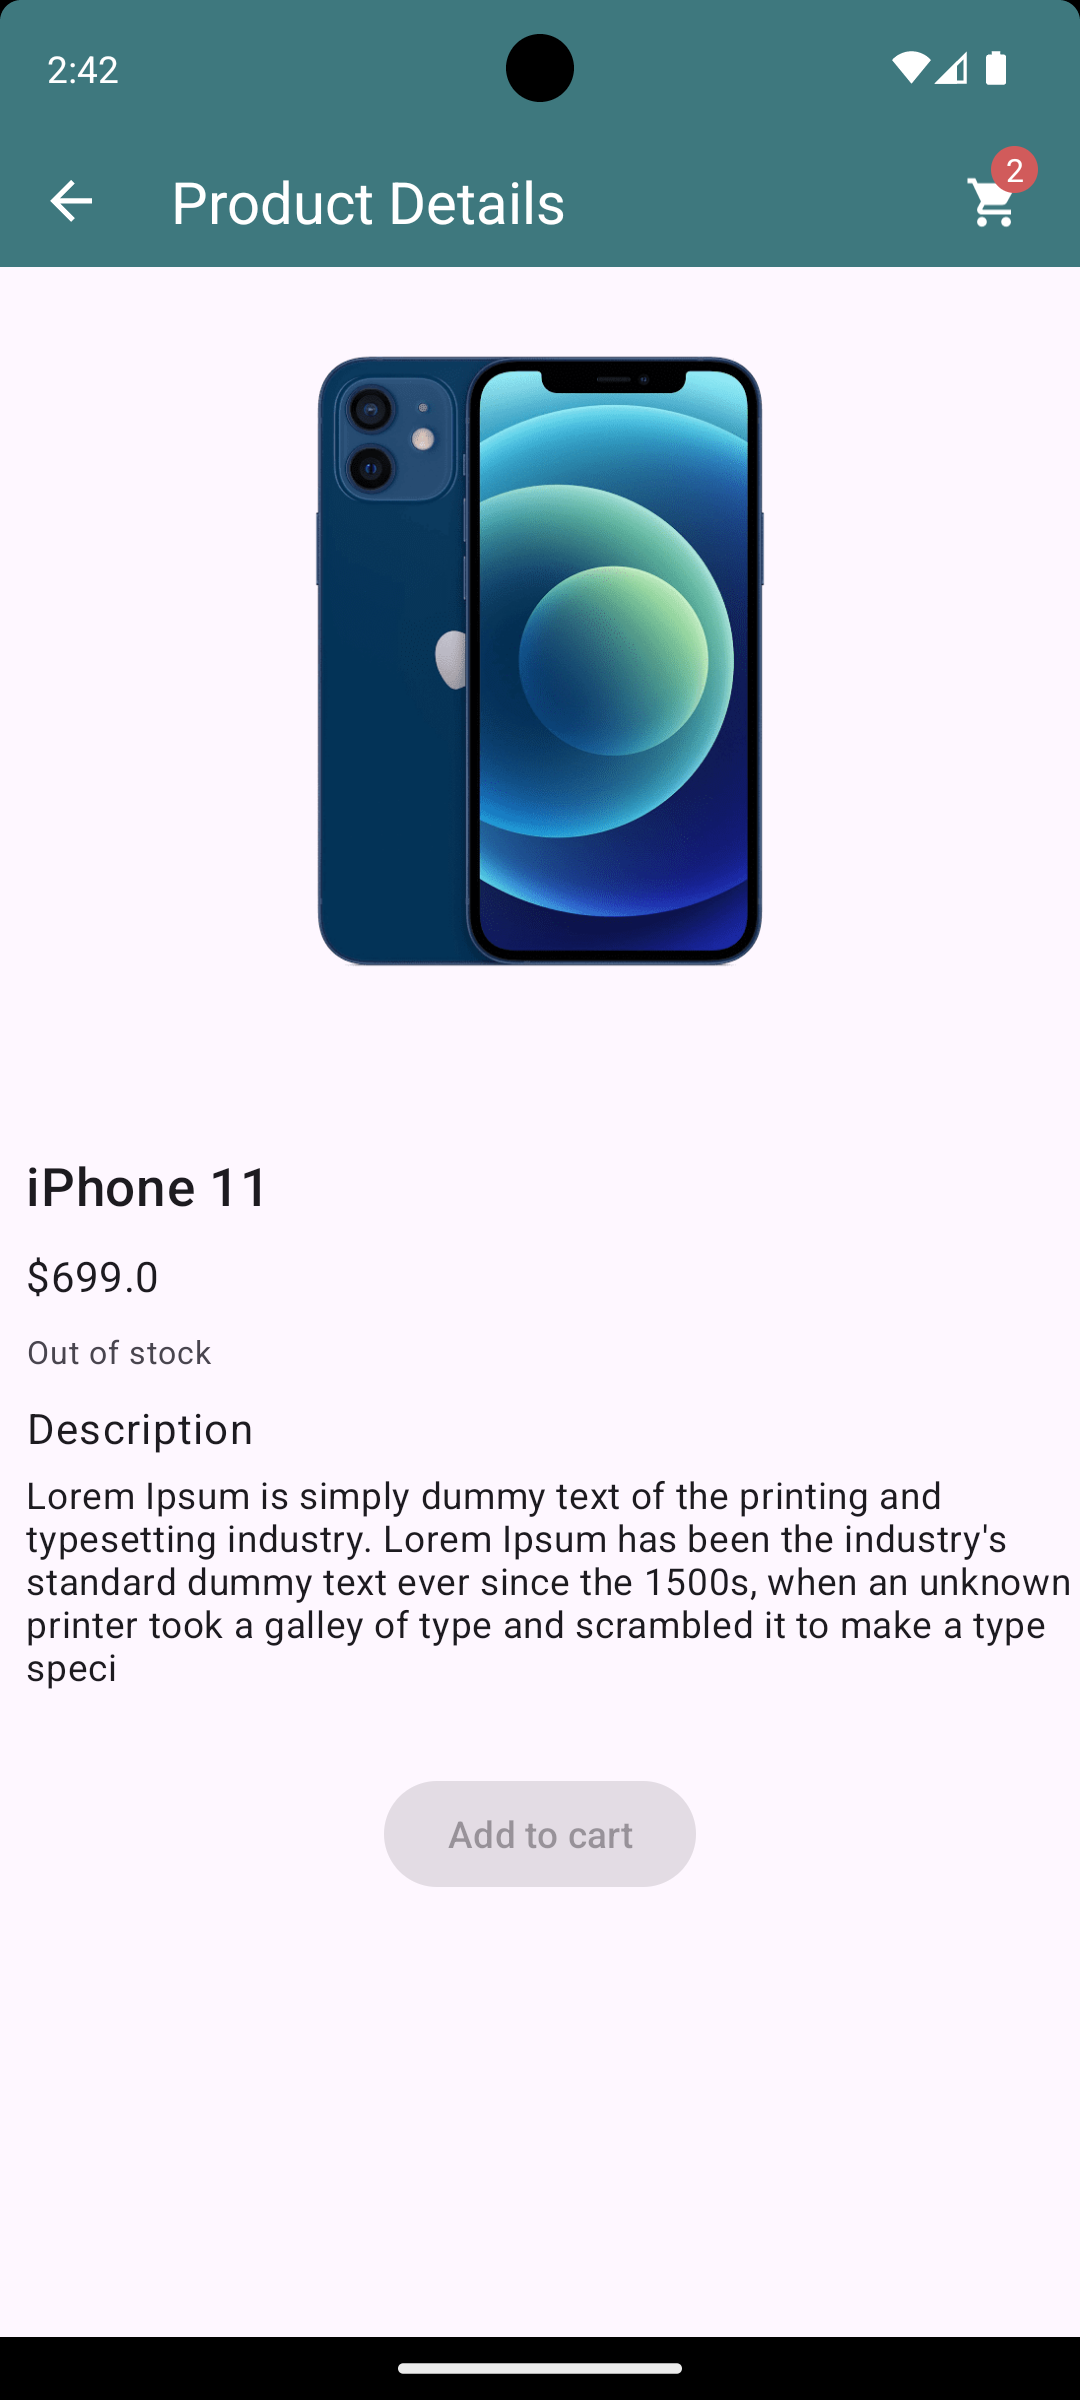 2:42
Product Details
2
iPhone 11
$699.0
Out of stock
Description
Lorem Ipsum is simply dummy text of the printing and
typesetting industry. Lorem Ipsum has been the industry's
standard dummy text ever since the 1500s, when an unknown
printer took a galley of type and scrambled it to make a type
speci
Add to cart